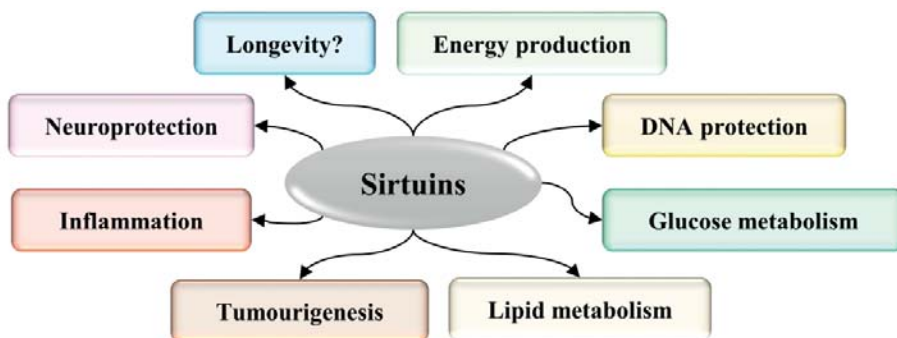 Longevity?
Energy production
Neuroprotection
DNA protection
Sirtuins
Inflammation
Glucose metabolism
Tumourigenesis
Lipid metabolism